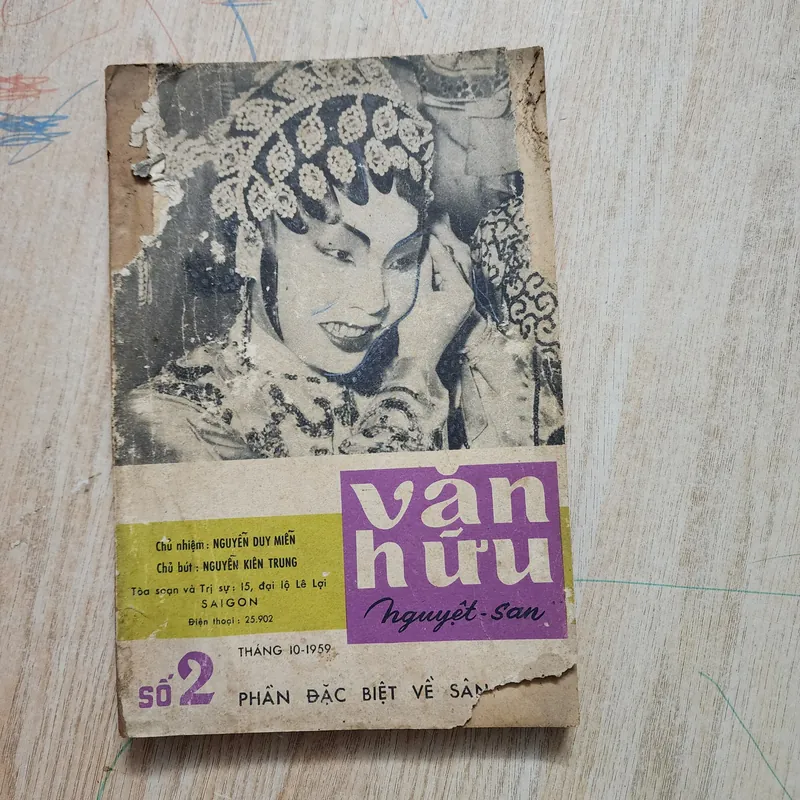 văn
hữu
nguyệt-san
Chủ nhiệm : NGUYỄN DUY MIỄN
Chủ bút : NGUYỄN KIÊN TRUNG
Tòa soạn và Trị sự : 15, đại lộ Lê Lợi
SAIGON
Điện thoại : 25.902
THÁNG 10-1959
SỐ 2
PHẦN ĐẶC BIỆT VỀ SÂN